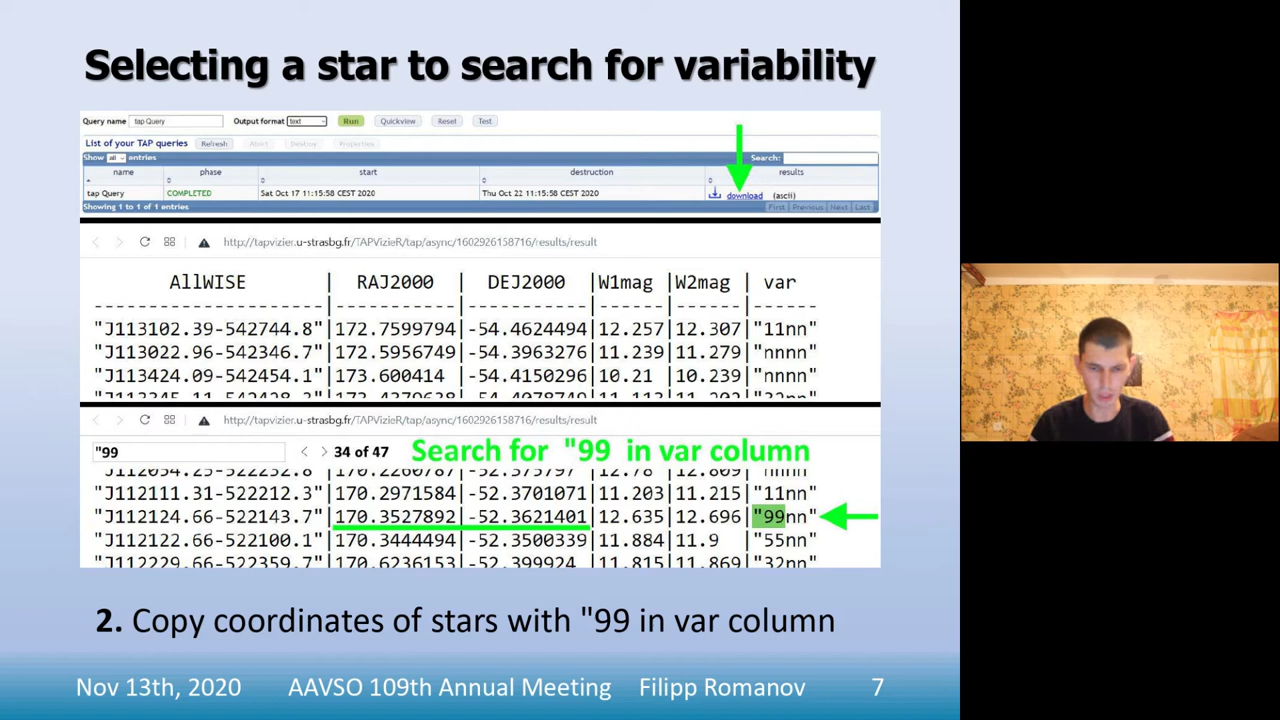 Selecting a star to search for variability
Query name tap Query Output format text Run Quickview Reset Test
List of your TAP queries Refresh Abort Destroy Properties
Show all entries Search:
name phase start destruction results
tap Query COMPLETED Sat Oct 17 11:15:58 CEST 2020 Thu Oct 22 11:15:58 CEST 2020 download (ascii)
Showing 1 to 1 of 1 entries First Previous Next Last
http://tapvizier.u-strasbg.fr/TAPVizieR/tap/async/1602926158716/results/result
AllWISE | RAJ2000 | DEJ2000 |W1mag |W2mag | var
"J113102.39-542744.8"|172.7599794|-54.4624494|12.257|12.307|"11nn"
"J113022.96-542346.7"|172.5956749|-54.3963276|11.239|11.279|"nnnn"
"J113424.09-542454.1"|173.600414 |-54.4150296|10.21 |10.239|"nnnn"
http://tapvizier.u-strasbg.fr/TAPVizieR/tap/async/1602926158716/results/result
"99 34 of 47 Search for "99 in var column
"J112111.31-522212.3"|170.2971584|-52.3701071|11.203|11.215|"11nn"
"J112124.66-522143.7"|170.3527892|-52.3621401|12.635|12.696|"99nn"
"J112122.66-522100.1"|170.3444494|-52.3500339|11.884|11.9 |"55nn"
"J112229.66-522359.7"|170.6236153|-52.399924 |11.815|11.869|"32nn"
2. Copy coordinates of stars with "99 in var column
Nov 13th, 2020 AAVSO 109th Annual Meeting Filipp Romanov 7